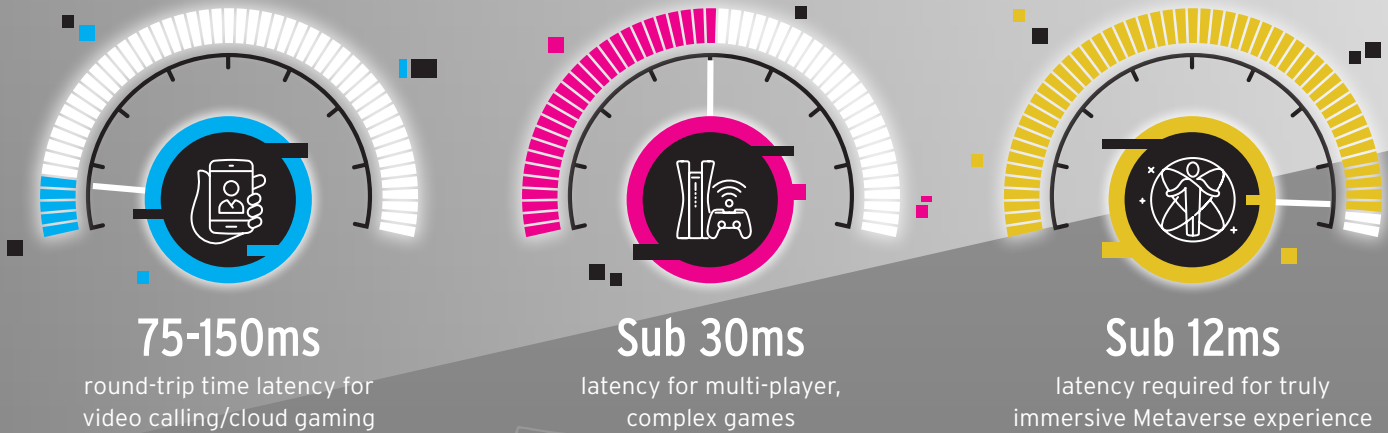 75-150ms
round-trip time latency for
video calling/cloud gaming
Sub 30ms
latency for multi-player,
complex games
Sub 12ms
latency required for truly
immersive Metaverse experience